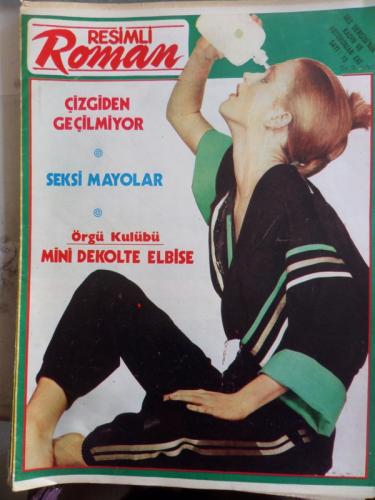 RESİMLİ
Roman
ÇİZGİDEN
GEÇİLMİYOR
SEKSİ MAYOLAR
Örgü Kulübü
MİNİ DEKOLTE ELBİSE